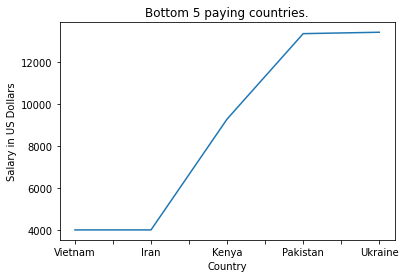 Bottom 5 paying countries.
Salary in US Dollars
12000
10000
8000
6000
4000
Vietnam Iran Kenya Pakistan Ukraine
Country